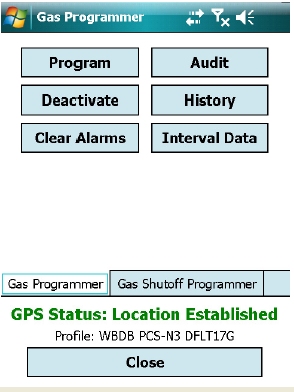 Gas Programmer
Program Audit
Deactivate History
Clear Alarms Interval Data
Gas Programmer Gas Shutoff Programmer
GPS Status: Location Established
Profile: WBDB PCS-N3 DFLT17G
Close